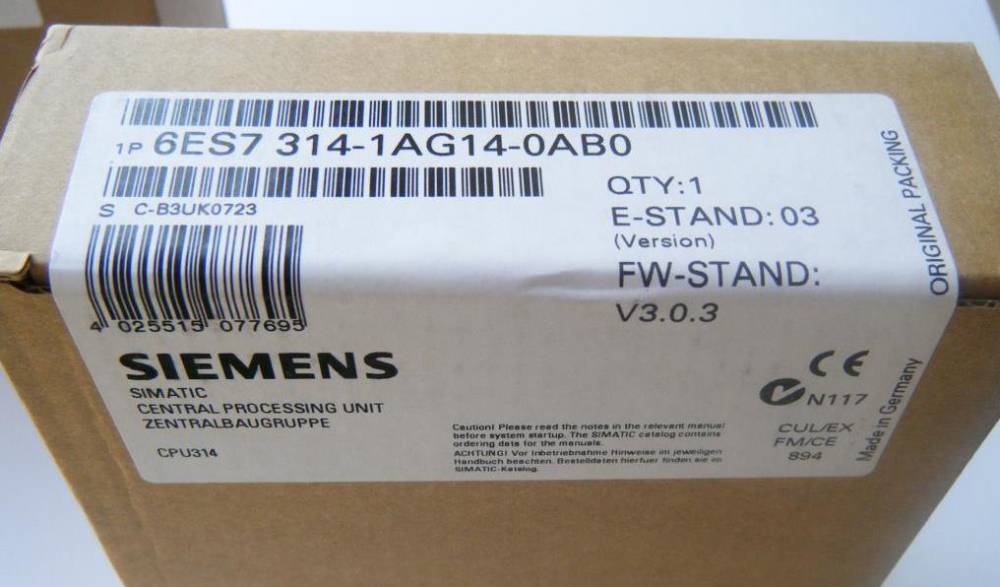 1P 6ES7 314-1AG14-0AB0
S C-B3UK0723
QTY:1
E-STAND: 03
(Version)
FW-STAND:
V3.0.3
ORIGINAL PACKING
4 025515 077695
SIEMENS
SIMATIC
CENTRAL PROCESSING UNIT
ZENTRALBAUGRUPPE
CPU314
Caution! Please read the notes in the relevant manual
before system startup. The SIMATIC catalog contains
ordering data for the manuals.
ACHTUNG! Vor Inbetriebnahme Hinweise im jeweiligen
Handbuch beachten. Bestelldaten hierfuer finden sie im
SIMATIC-Katalog.
CE
N117
CUL/EX
FM/CE
894
Made in Germany